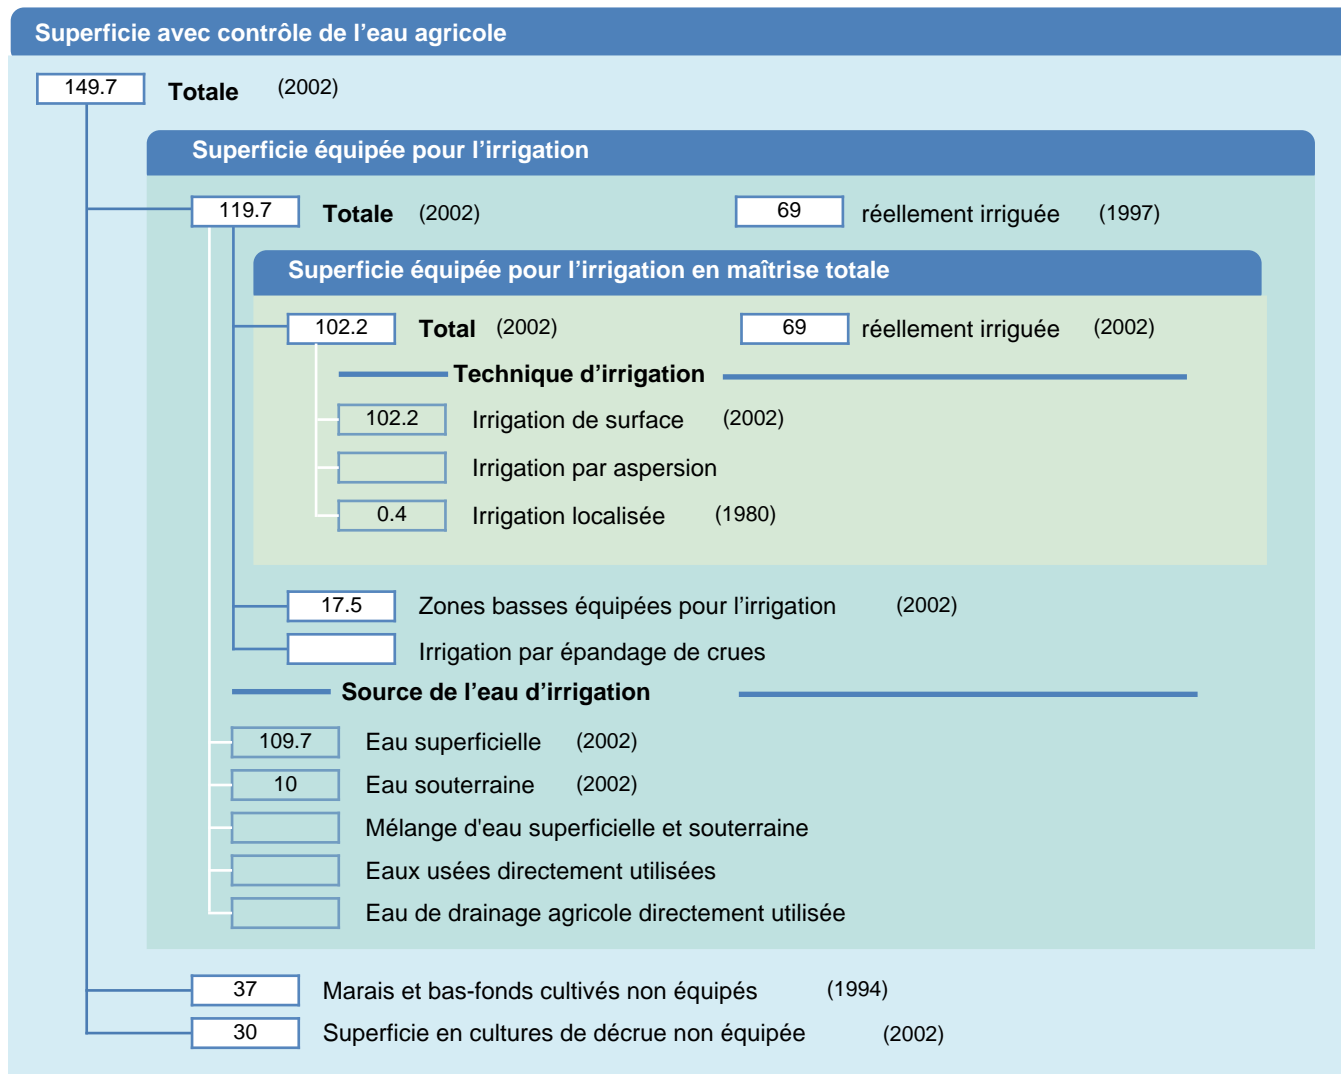 Superficie avec contrôle de l’eau agricole
149.7 Totale (2002)
Superficie équipée pour l’irrigation
119.7 Totale (2002) 69 réellement irriguée (1997)
Superficie équipée pour l’irrigation en maîtrise totale
102.2 Total (2002) 69 réellement irriguée (2002)
Technique d’irrigation
102.2 Irrigation de surface (2002)
Irrigation par aspersion
0.4 Irrigation localisée (1980)
17.5 Zones basses équipées pour l’irrigation (2002)
Irrigation par épandage de crues
Source de l’eau d’irrigation
109.7 Eau superficielle (2002)
10 Eau souterraine (2002)
Mélange d'eau superficielle et souterraine
Eaux usées directement utilisées
Eau de drainage agricole directement utilisée
37 Marais et bas-fonds cultivés non équipés (1994)
30 Superficie en cultures de décrue non équipée (2002)